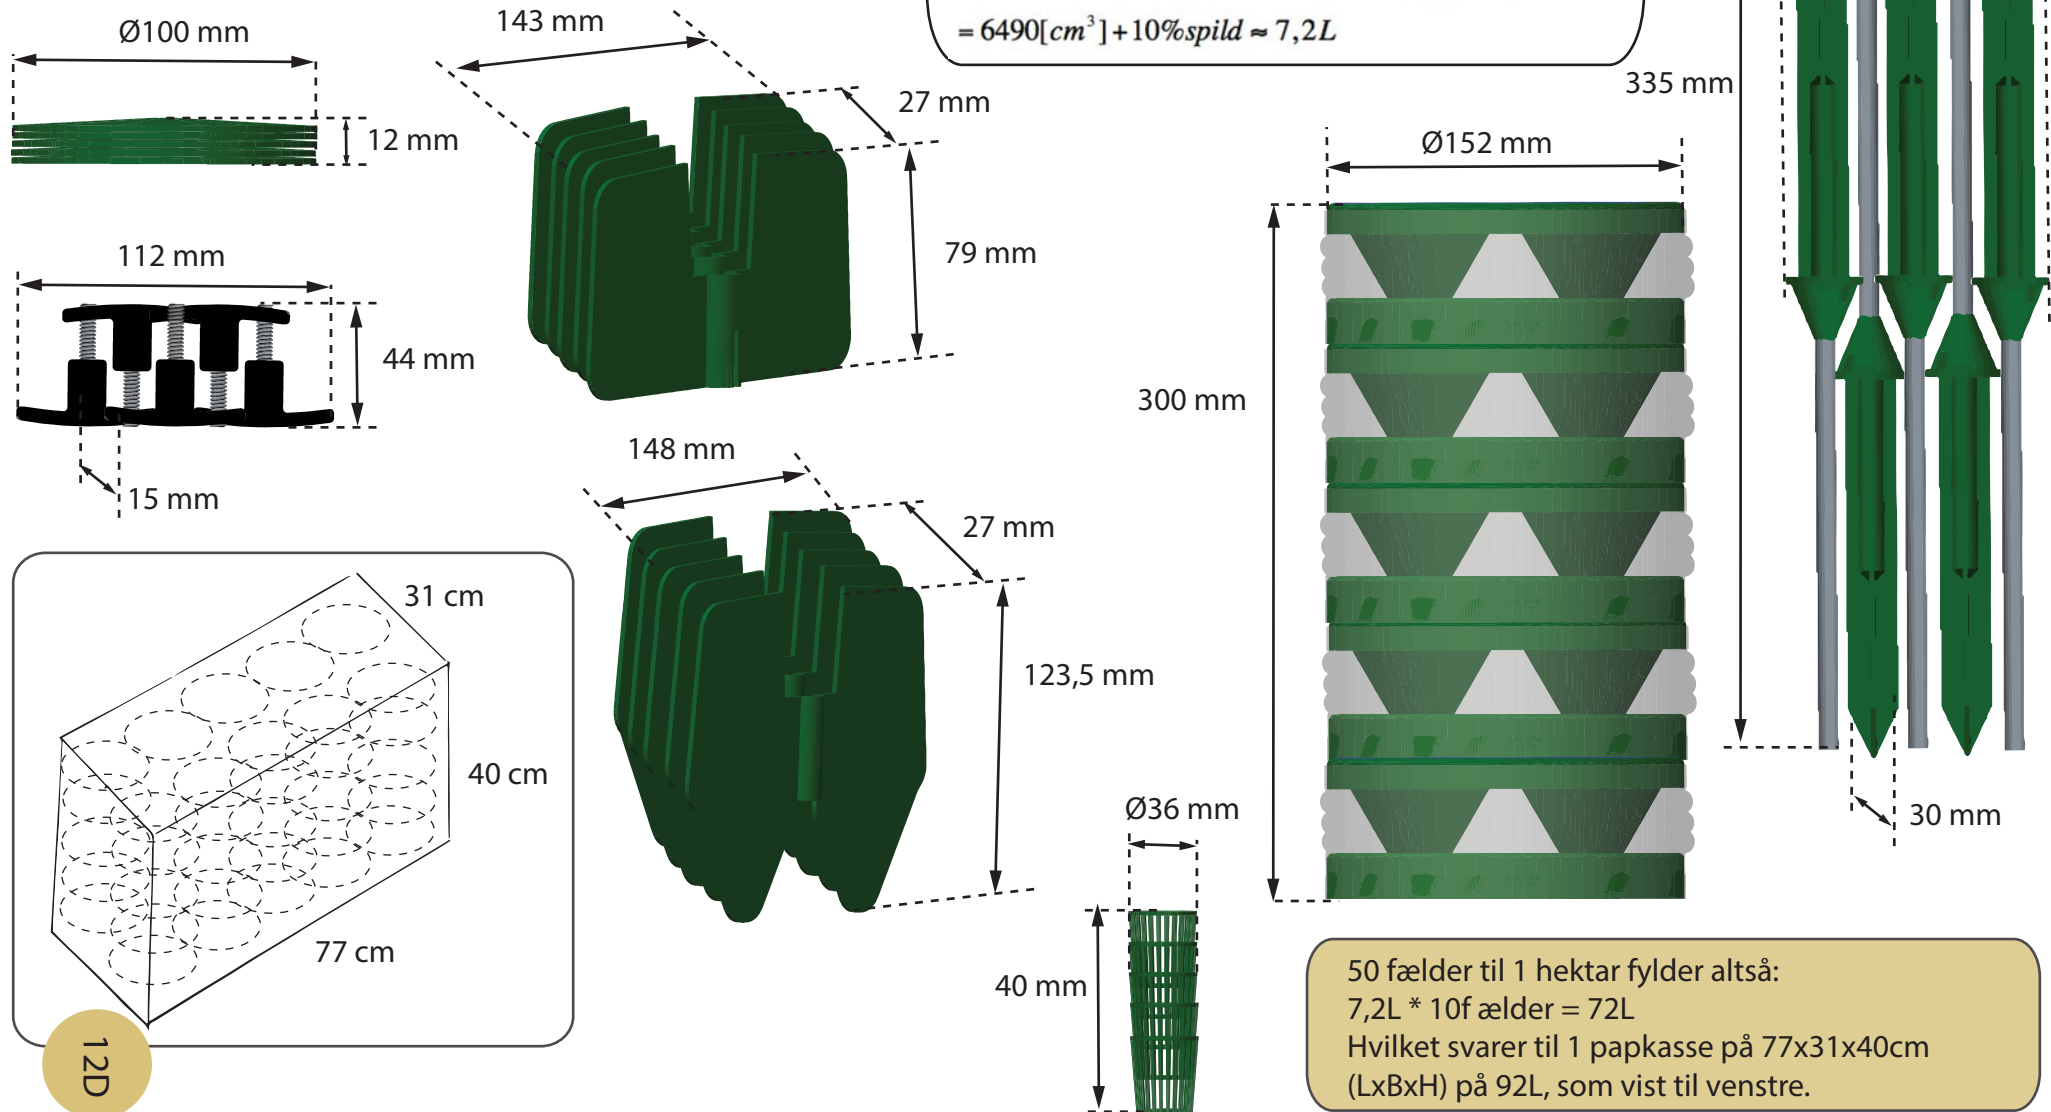 = 6490[cm³]+10%spild ≈ 7,2L
143 mm
Ø100 mm
27 mm
12 mm
335 mm
Ø152 mm
112 mm
79 mm
44 mm
300 mm
148 mm
15 mm
27 mm
31 cm
123,5 mm
40 cm
Ø36 mm
30 mm
77 cm
40 mm
12D
50 fælder til 1 hektar fylder altså:
7,2L * 10f ælder = 72L
Hvilket svarer til 1 papkasse på 77x31x40cm
(LxBxH) på 92L, som vist til venstre.